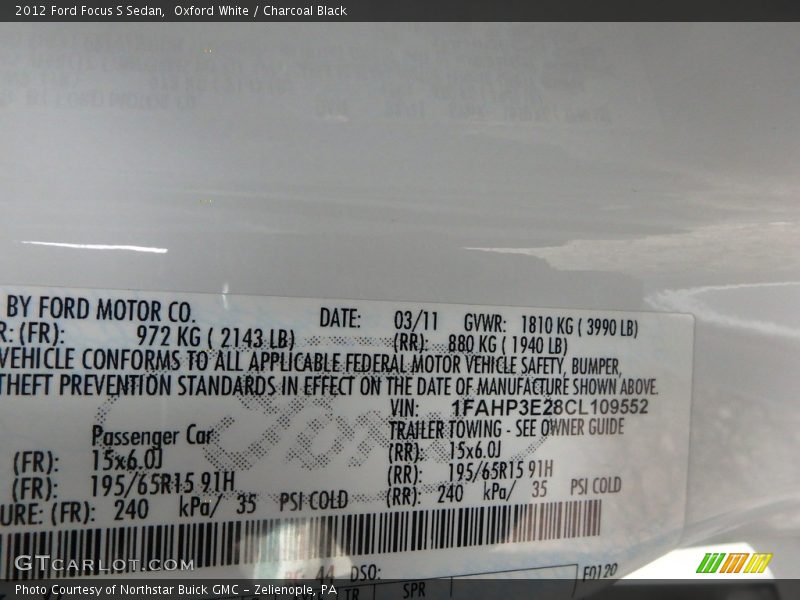 2012 Ford Focus S Sedan,  Oxford White / Charcoal Black
BY FORD MOTOR CO. DATE: 03/11 GVWR: 1810 KG ( 3990 LB)
R: (FR): 972 KG ( 2143 LB) (RR): 880 KG ( 1940 LB)
VEHICLE CONFORMS TO ALL APPLICABLE FEDERAL MOTOR VEHICLE SAFETY, BUMPER,
THEFT PREVENTION STANDARDS IN EFFECT ON THE DATE OF MANUFACTURE SHOWN ABOVE.
VIN: 1FAHP3E28CL109552
Passenger Car TRAILER TOWING - SEE OWNER GUIDE
(FR): 15x6.0J (RR): 15x6.0J
(FR): 195/65R15 91H (RR): 195/65R15 91H
URE: (FR): 240 kPa/ 35 PSI COLD (RR): 240 kPa/ 35 PSI COLD
44 DSO: F0120
TR SPR
GTCARLOT.COM
Photo Courtesy of Northstar Buick GMC – Zelienople, PA